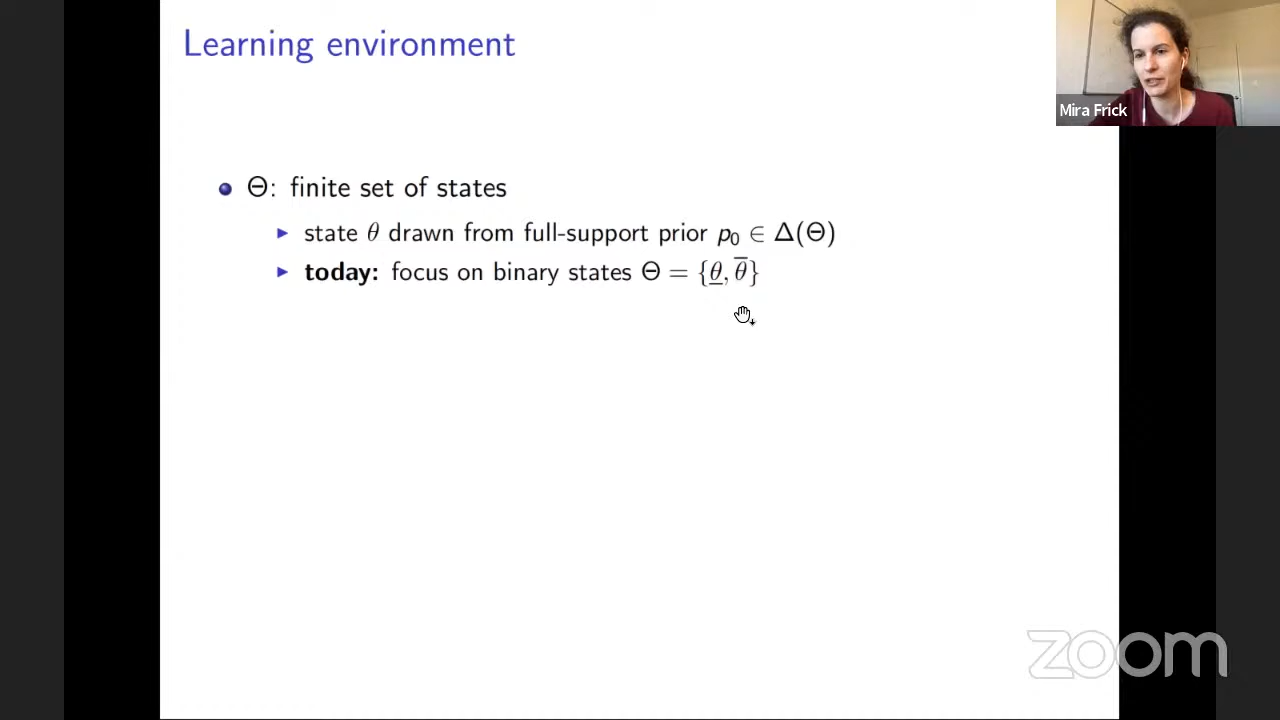 Learning environment
Mira Frick
Θ: finite set of states
state θ drawn from full-support prior p₀ ∈ Δ(Θ)
today: focus on binary states Θ = {θ̲, θ̅}
zoom